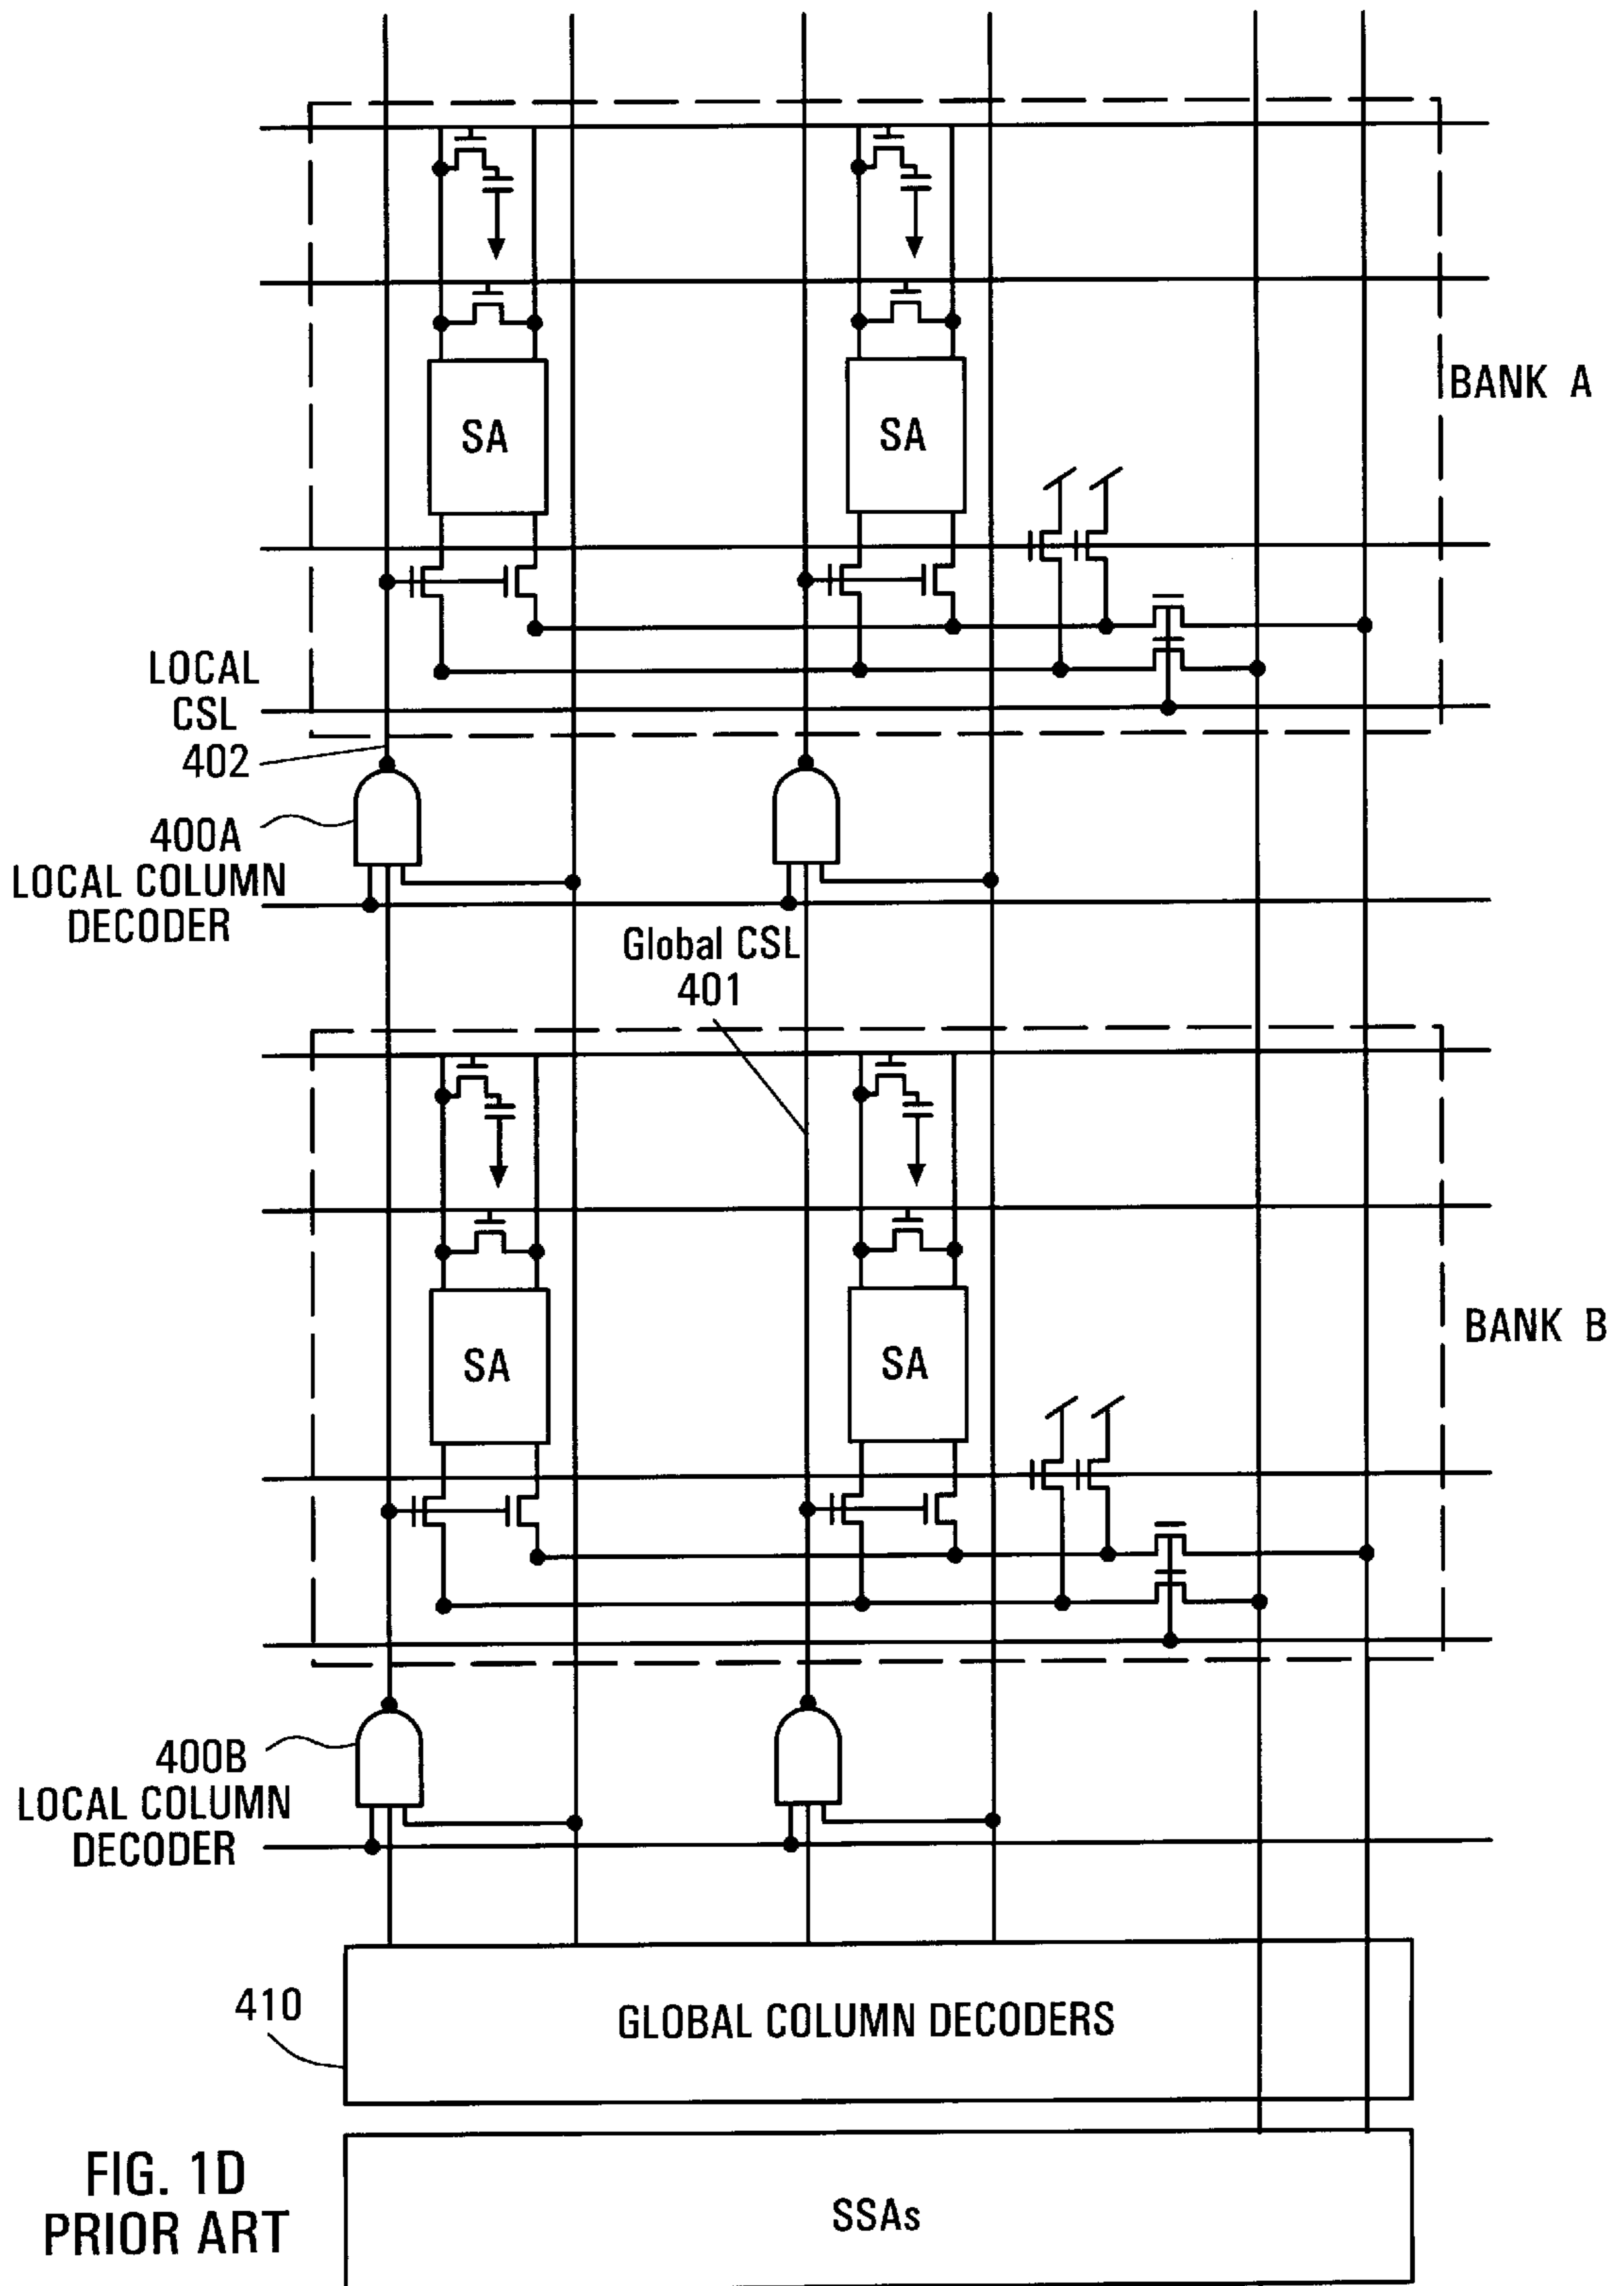 SA
SA
BANK A
LOCAL
CSL
402
400A
LOCAL COLUMN
DECODER
Global CSL
401
SA
SA
BANK B
400B
LOCAL COLUMN
DECODER
410
GLOBAL COLUMN DECODERS
FIG. 1D
PRIOR ART
SSAs